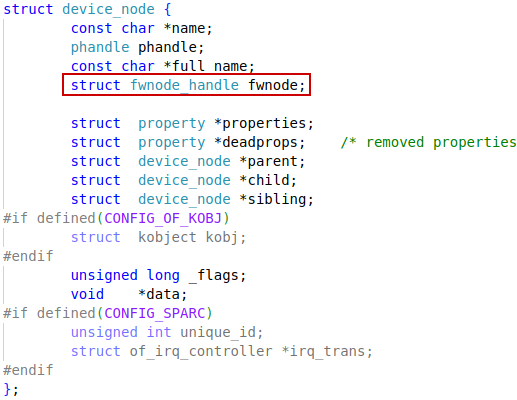 struct device_node {
const char *name;
phandle phandle;
const char *full_name;
struct fwnode_handle fwnode;
struct  property *properties;
struct  property *deadprops;    /* removed properties
struct  device_node *parent;
struct  device_node *child;
struct  device_node *sibling;
#if defined(CONFIG_OF_KOBJ)
struct  kobject kobj;
#endif
unsigned long _flags;
void    *data;
#if defined(CONFIG_SPARC)
unsigned int unique_id;
struct of_irq_controller *irq_trans;
#endif
};